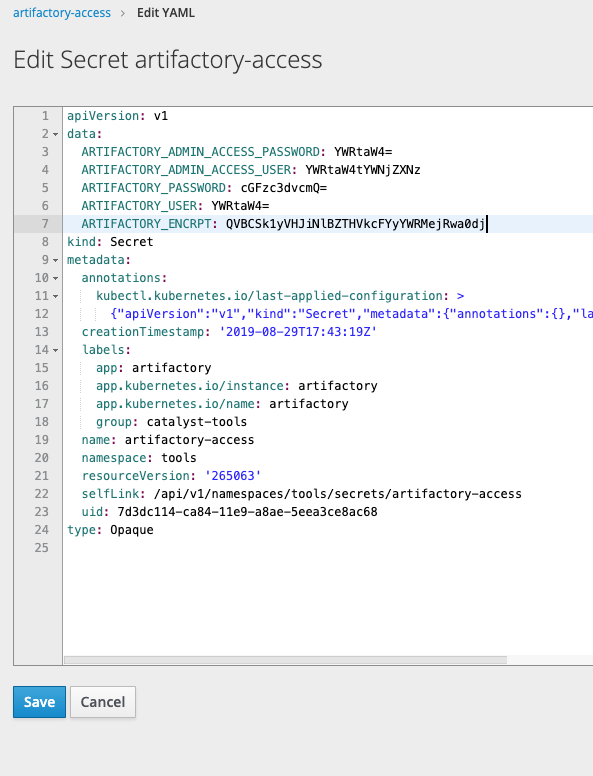 artifactory-access › Edit YAML
Edit Secret artifactory-access
1 apiVersion: v1
2 data:
3 ARTIFACTORY_ADMIN_ACCESS_PASSWORD: YWRtaW4=
4 ARTIFACTORY_ADMIN_ACCESS_USER: YWRtaW4tYWNjZXNz
5 ARTIFACTORY_PASSWORD: cGFzc3dvcmQ=
6 ARTIFACTORY_USER: YWRtaW4=
7 ARTIFACTORY_ENCRPT: QVBCSk1yVHJiNlBZTHVkcFYyYWRMejRwa0dj
8 kind: Secret
9 metadata:
10 annotations:
11 kubectl.kubernetes.io/last-applied-configuration: >
12 {"apiVersion":"v1","kind":"Secret","metadata":{"annotations":{},"la
13 creationTimestamp: '2019-08-29T17:43:19Z'
14 labels:
15 app: artifactory
16 app.kubernetes.io/instance: artifactory
17 app.kubernetes.io/name: artifactory
18 group: catalyst-tools
19 name: artifactory-access
20 namespace: tools
21 resourceVersion: '265063'
22 selfLink: /api/v1/namespaces/tools/secrets/artifactory-access
23 uid: 7d3dc114-ca84-11e9-a8ae-5eea3ce8ac68
24 type: Opaque
25
Save Cancel